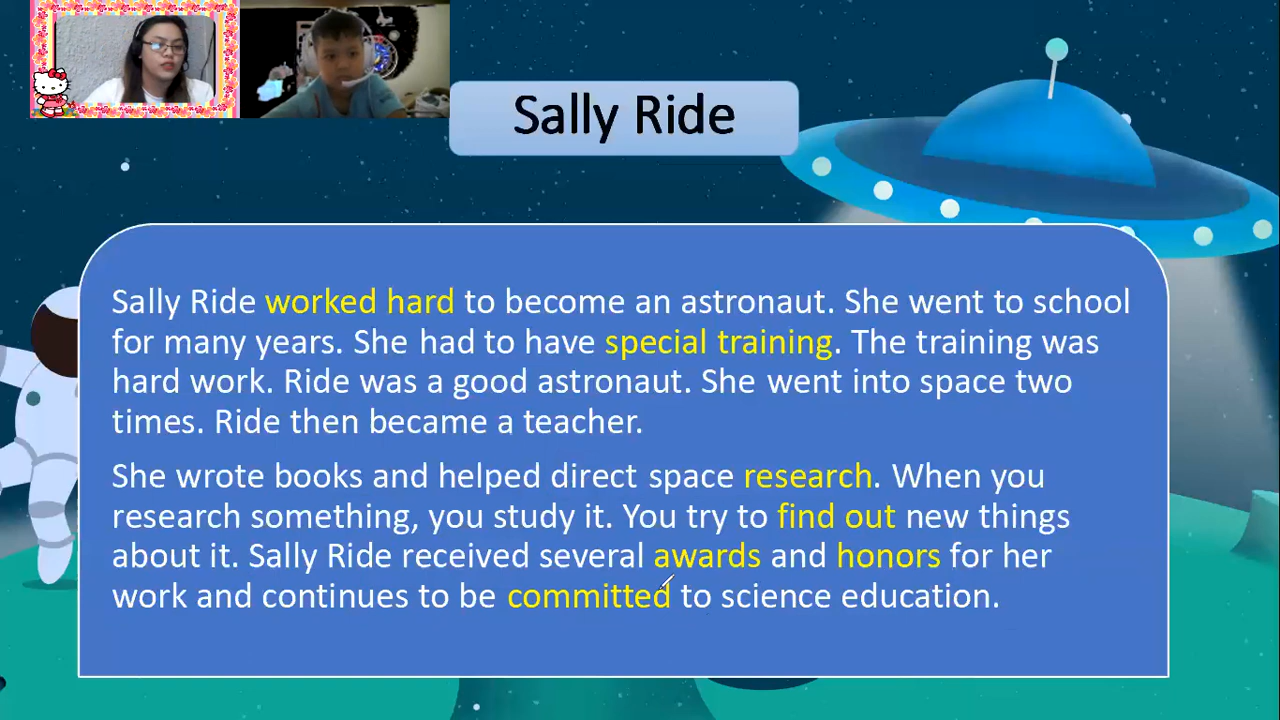 Sally Ride
Sally Ride worked hard to become an astronaut. She went to school
for many years. She had to have special training. The training was
hard work. Ride was a good astronaut. She went into space two
times. Ride then became a teacher.
She wrote books and helped direct space research. When you
research something, you study it. You try to find out new things
about it. Sally Ride received several awards and honors for her
work and continues to be committed to science education.